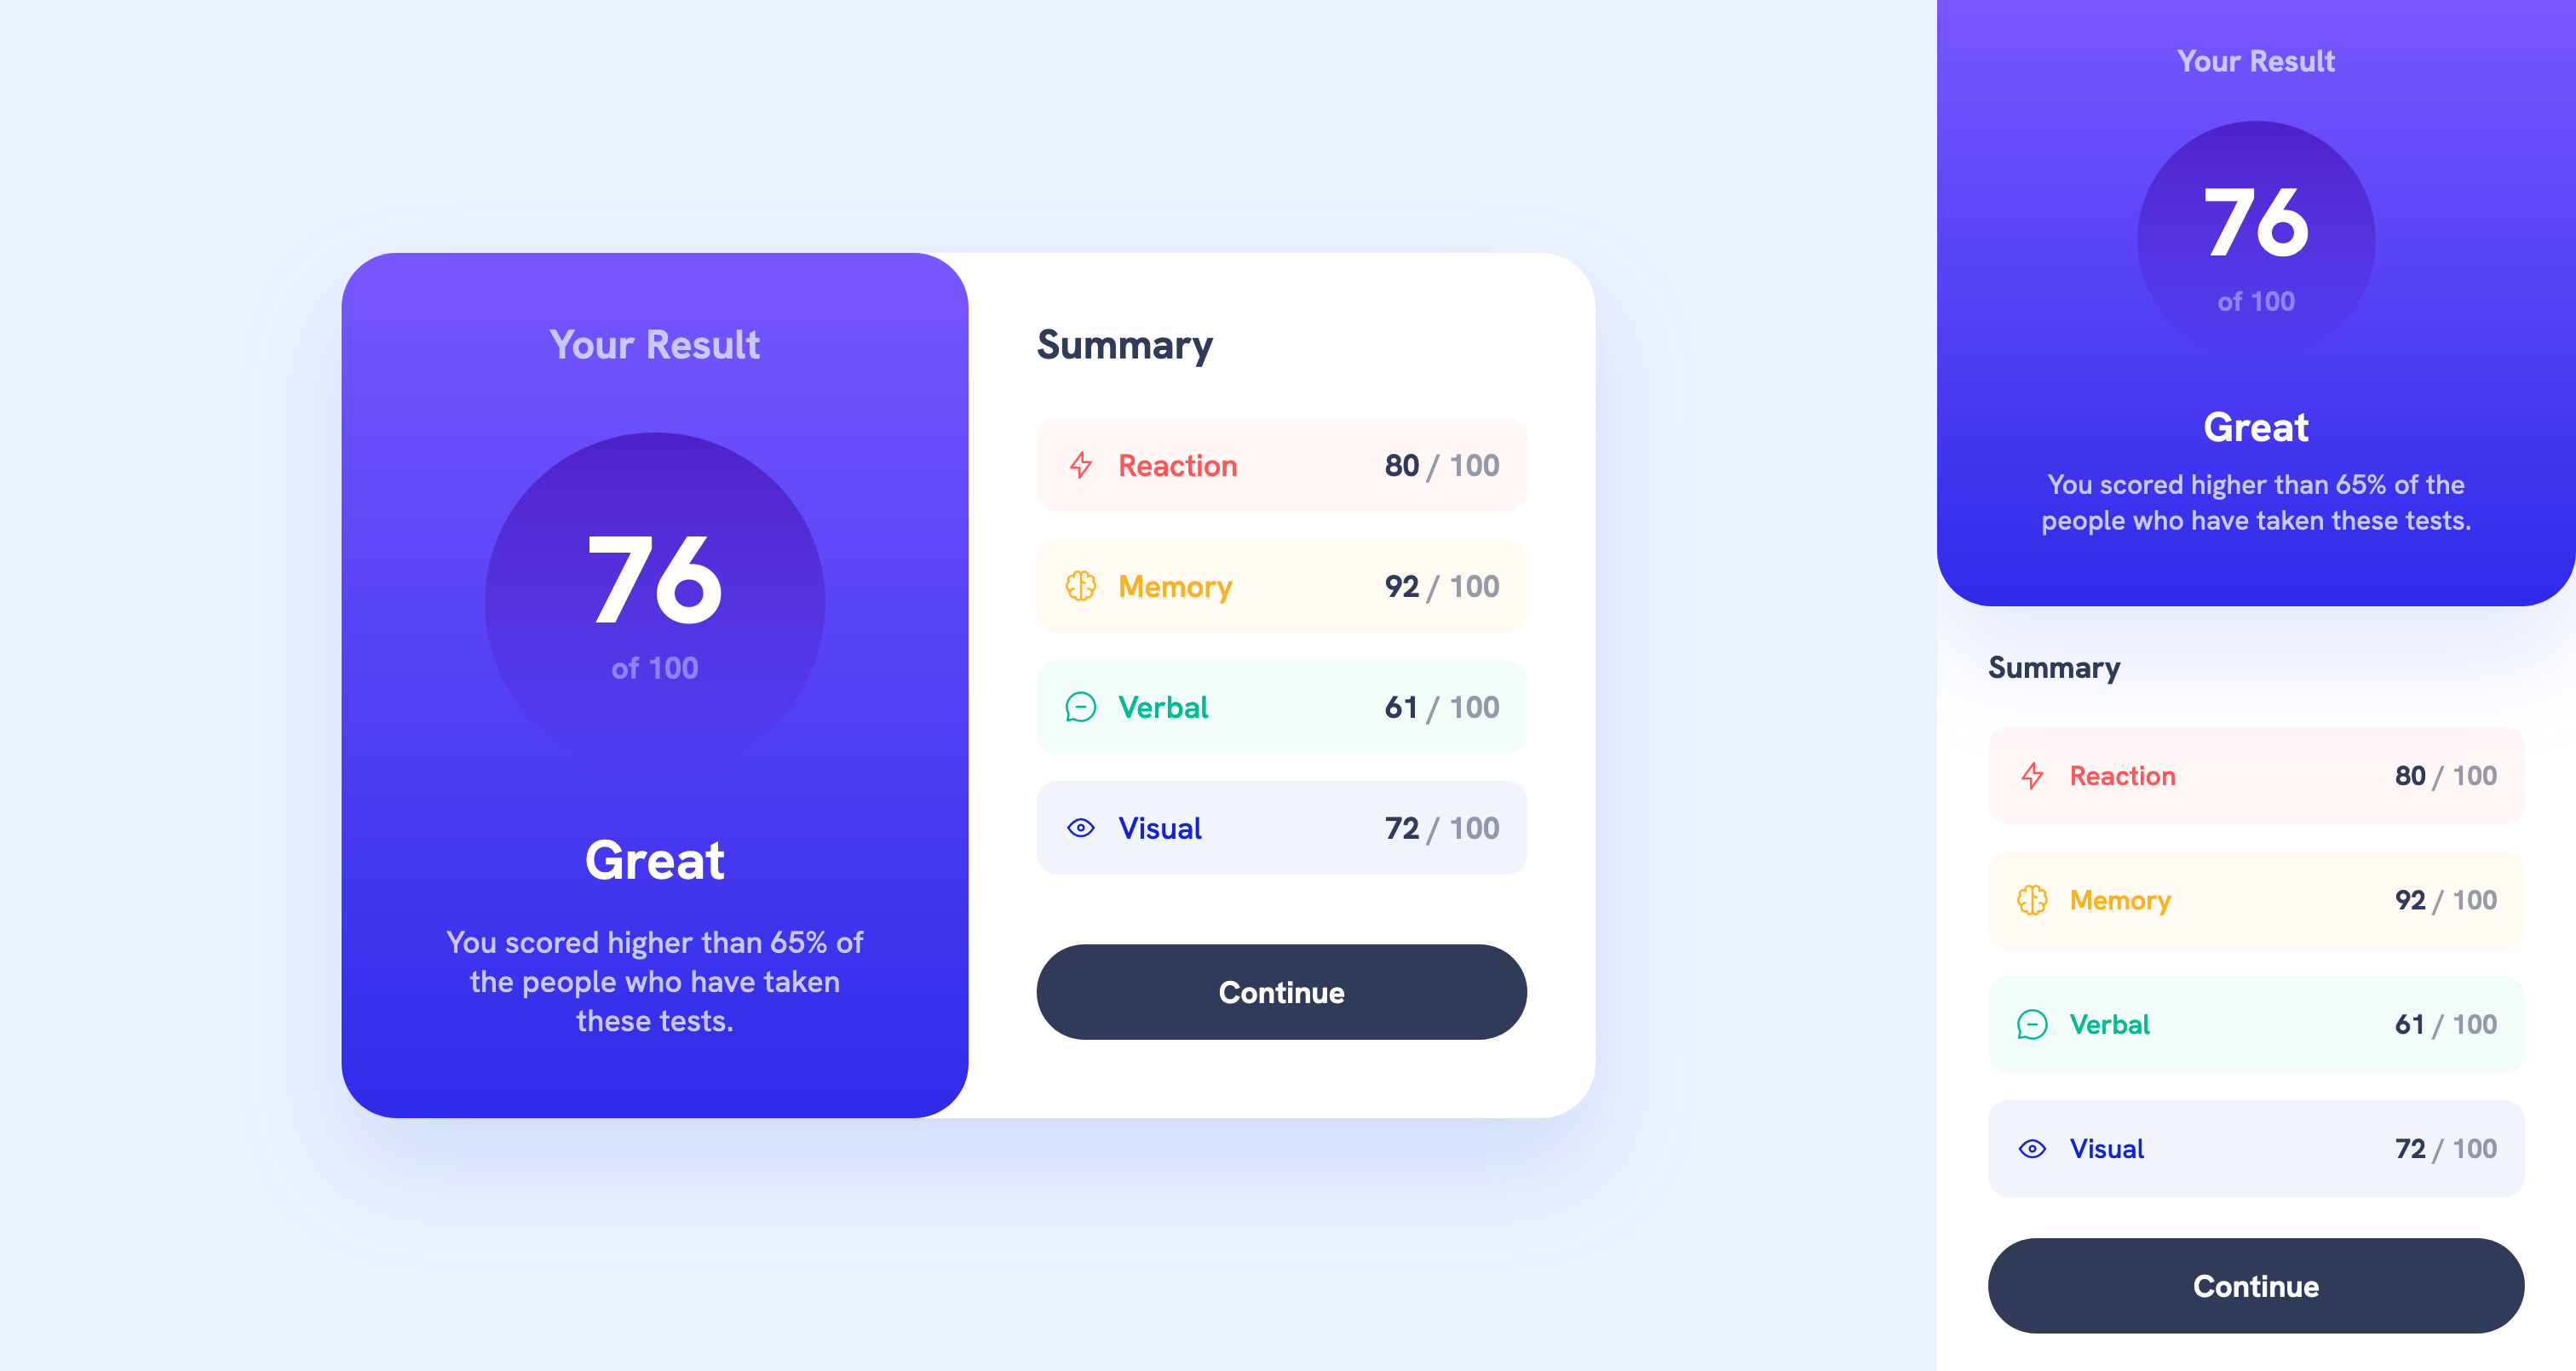 Your Result
76
of 100
Great
You scored higher than 65% of
the people who have taken
these tests.
Summary
Reaction 80 / 100
Memory 92 / 100
Verbal 61 / 100
Visual 72 / 100
Continue
Your Result
76
of 100
Great
You scored higher than 65% of the
people who have taken these tests.
Summary
Reaction 80 / 100
Memory 92 / 100
Verbal 61 / 100
Visual 72 / 100
Continue